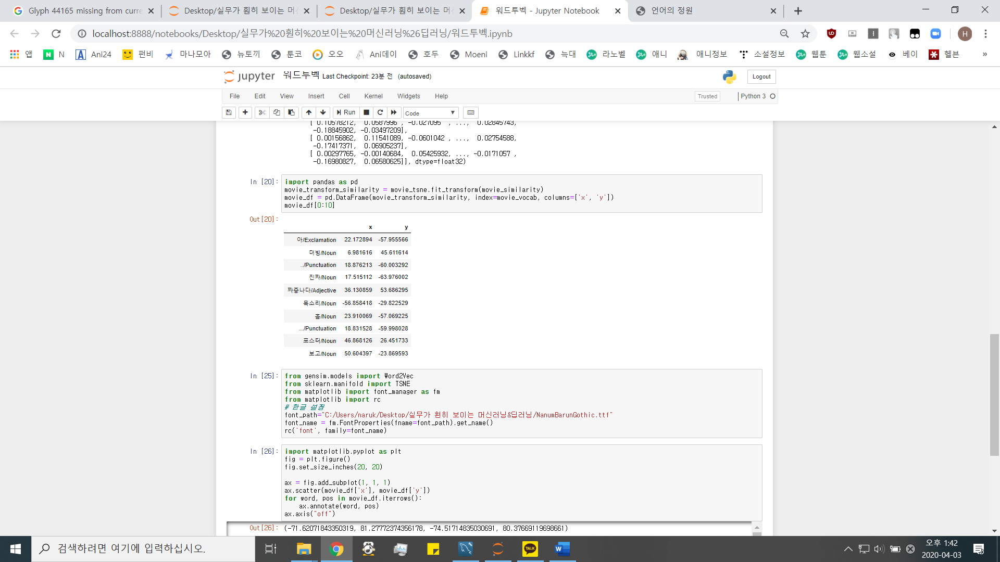 Glyph 44165 missing from curre
Desktop/실무가 훤히 보이는 머신
Desktop/실무가 훤히 보이는 머신
워드투벡 - Jupyter Notebook
언어의 정원
localhost:8888/notebooks/Desktop/실무가%20훤히%20보이는%20머신러닝%26딥러닝/워드투벡.ipynb
H
앱 N N A Ani24 펀비 마나모아 뉴토끼 툰코 오오 Ani데이 호두 Moeni Linkkf 늑대 라노벨 애니 애니정보 소설정보 웹툰 웹소설 베이 헬븐 »
jupyter 워드투벡 Last Checkpoint: 23분 전 (autosaved) Logout
File Edit View Insert Cell Kernel Widgets Help Trusted Python 3
Run Code
[ 0.10578212, 0.0587996 , -0.027095 , ..., 0.02845743,
-0.18845902, -0.03497209],
[ 0.00156862, 0.11541089, -0.0601042 , ..., 0.02754588,
-0.17417371, 0.06905237],
[ 0.00297765, -0.00140684, 0.05425932, ..., -0.0171057 ,
-0.16980827, 0.06580625]], dtype=float32)
In [20]: import pandas as pd
movie_transform_similarity = movie_tsne.fit_transform(movie_similarity)
movie_df = pd.DataFrame(movie_transform_similarity, index=movie_vocab, columns=['x', 'y'])
movie_df[0:10]
Out[20]:
x y
아/Exclamation 22.172894 -57.955566
더빙/Noun 6.981616 45.611614
../Punctuation 18.876213 -60.003292
진짜/Noun 17.515112 -63.976002
짜증나다/Adjective 36.130859 53.686295
목소리/Noun -56.858418 -29.822529
흠/Noun 23.910069 -57.069225
.../Punctuation 18.831528 -59.998028
포스터/Noun 46.868126 26.451733
보고/Noun 50.604397 -23.869593
In [25]: from gensim.models import Word2Vec
from sklearn.manifold import TSNE
from matplotlib import font_manager as fm
from matplotlib import rc
# 한글 설정
font_path="C:/Users/naruk/Desktop/실무가 훤히 보이는 머신러닝&딥러닝/NanumBarunGothic.ttf"
font_name = fm.FontProperties(fname=font_path).get_name()
rc('font', family=font_name)
In [26]: import matplotlib.pyplot as plt
fig = plt.figure()
fig.set_size_inches(20, 20)
ax = fig.add_subplot(1, 1, 1)
ax.scatter(movie_df['x'], movie_df['y'])
for word, pos in movie_df.iterrows():
ax.annotate(word, pos)
ax.axis("off")
Out[26]: (-71.62071843350319, 81.27772374356178, -74.51714835030691, 80.37669119698661)
검색하려면 여기에 입력하십시오.
TALK
오후 1:42
2020-04-03